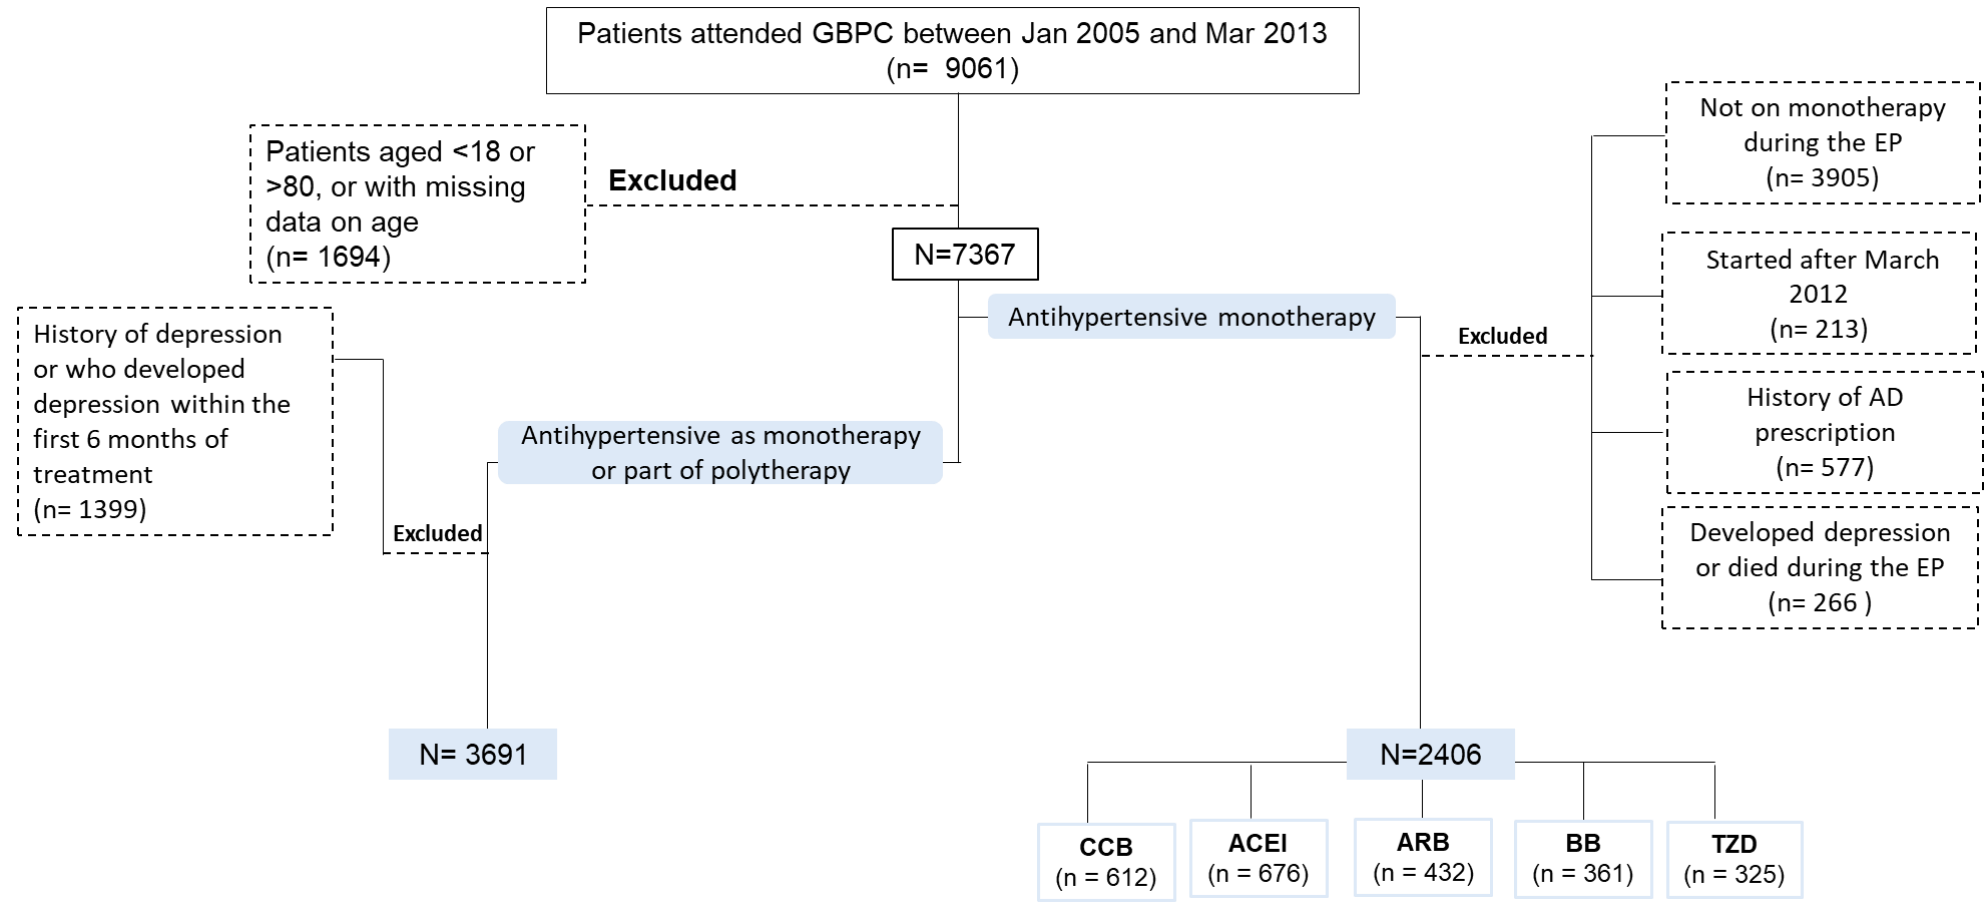 Patients attended GBPC between Jan 2005 and Mar 2013
(n=  9061)
Patients aged <18 or
>80, or with missing
data on age
(n= 1694)
Excluded
N=7367
Antihypertensive monotherapy
Not on monotherapy
during the EP
(n= 3905)
Started after March
2012
(n= 213)
Excluded
History of AD
prescription
(n= 577)
Developed depression
or died during the EP
(n= 266 )
History of depression
or who developed
depression within the
first 6 months of
treatment
(n= 1399)
Antihypertensive as monotherapy
or part of polytherapy
Excluded
N= 3691
N=2406
CCB
(n = 612)
ACEI
(n = 676)
ARB
(n = 432)
BB
(n = 361)
TZD
(n = 325)